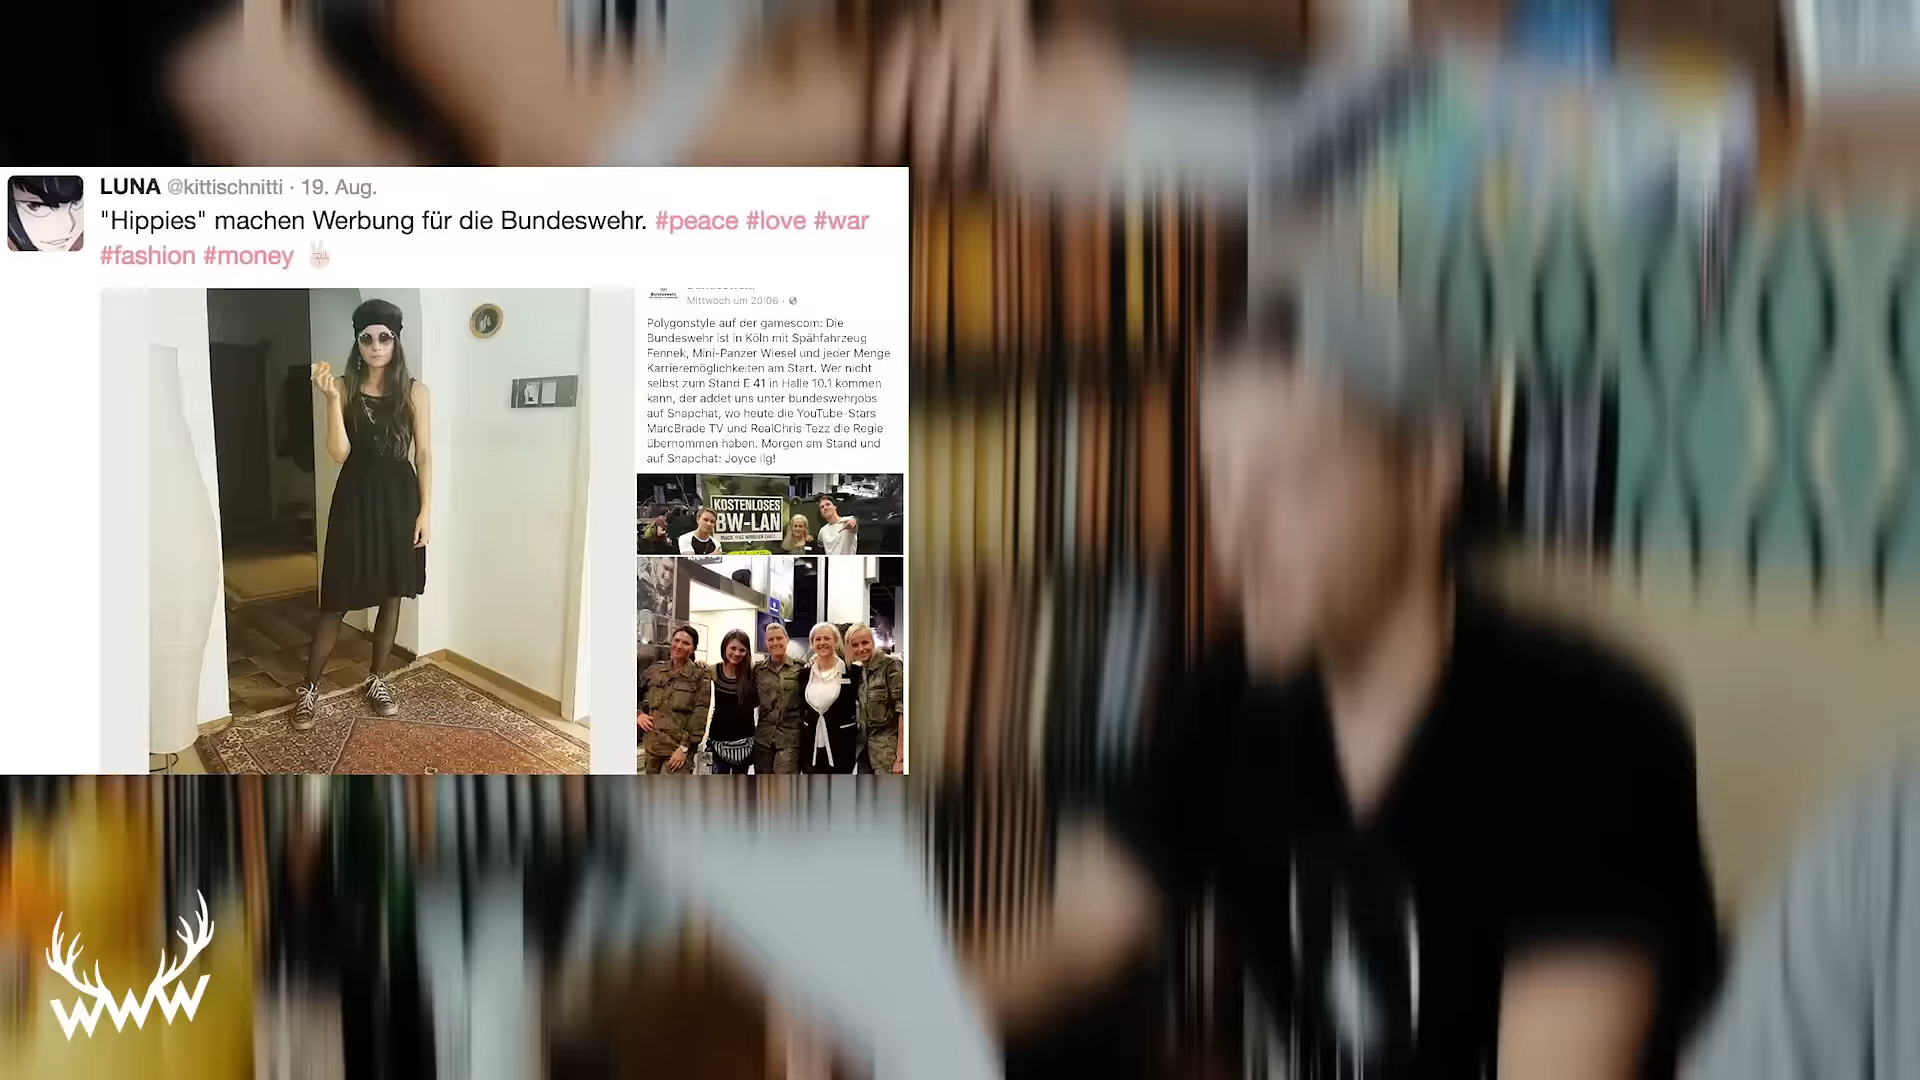 LUNA @kittischnitti · 19. Aug.
"Hippies" machen Werbung für die Bundeswehr. #peace #love #war
#fashion #money ✌🏻
Mittwoch um 20:06 ·
Polygonstyle auf der gamescom: Die
Bundeswehr ist in Köln mit Spähfahrzeug
Fennek, Mini-Panzer Wiesel und jeder Menge
Karrieremöglichkeiten am Start. Wer nicht
selbst zum Stand E 41 in Halle 10.1 kommen
kann, der addet uns unter bundeswehrjobs
auf Snapchat, wo heute die YouTube-Stars
MarcBrade TV und RealChris Tezz die Regie
übernommen haben. Morgen am Stand und
auf Snapchat: Joyce Ilg!
KOSTENLOSES
BW-LAN
WWW